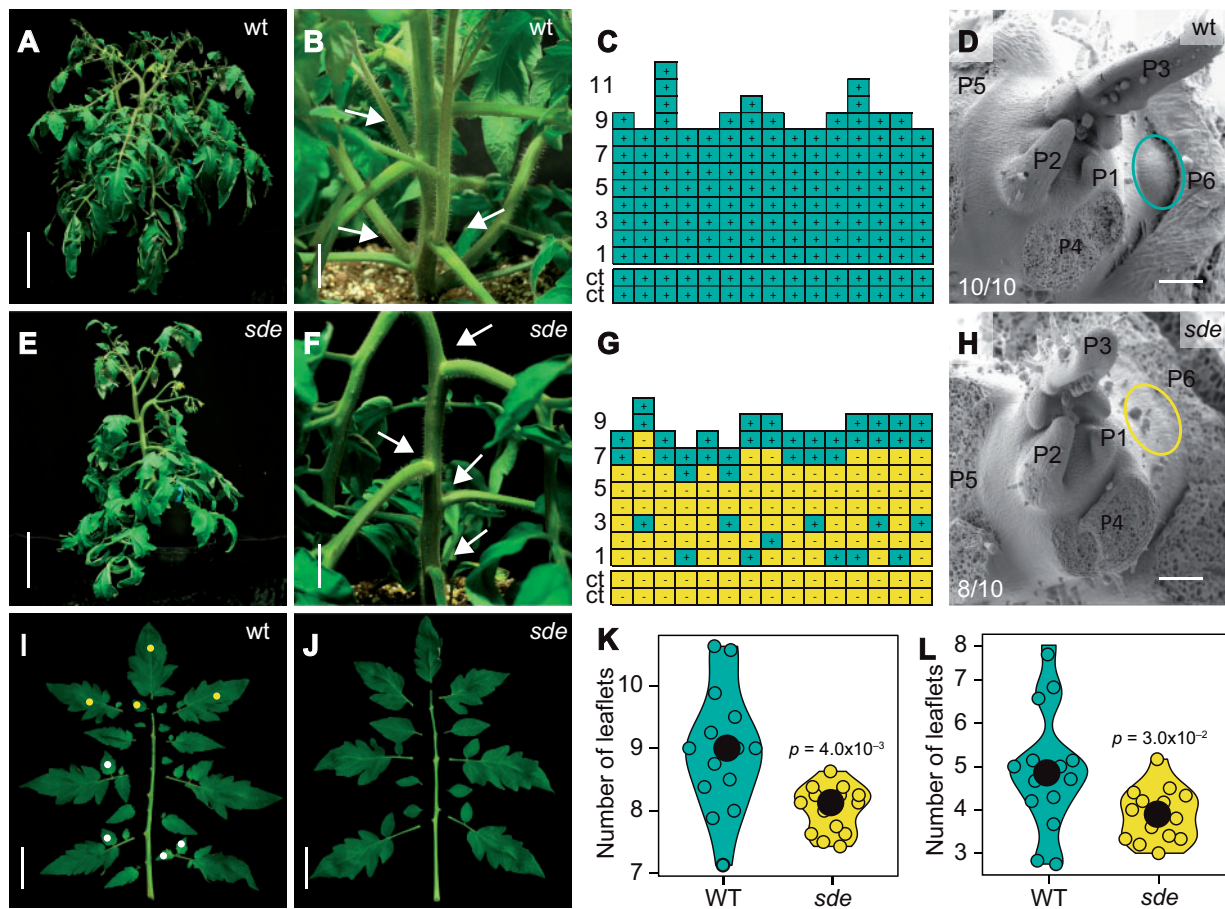 A wt
B wt
C
11
9
7
5
3
1
ct
ct
D wt
P5
P3
P2
P1
P6
P4
10/10
E sde
F sde
G
9
7
5
3
1
ct
ct
H sde
P3
P6
P1
P2
P5
P4
8/10
I wt
J sde
K
Number of leaflets
10
9
8
7
p = 4.0x10⁻³
WT sde
L
Number of leaflets
8
7
6
5
4
3
p = 3.0x10⁻²
WT sde